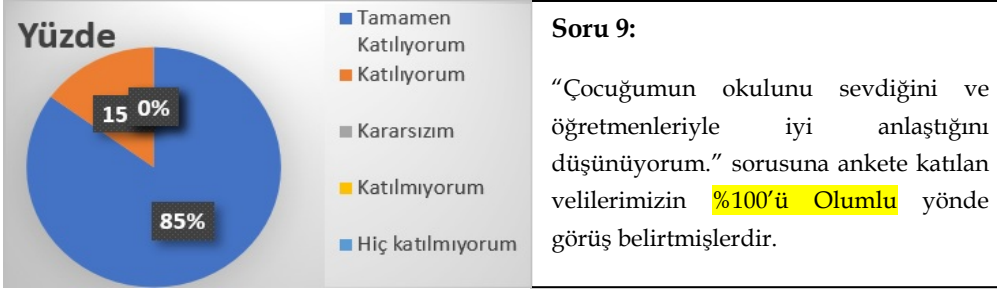 Yüzde
15
0%
85%
Tamamen
Katılıyorum
Katılıyorum
Kararsızım
Katılmıyorum
Hiç katılmıyorum
Soru 9:
“Çocuğumun okulunu sevdiğini ve
öğretmenleriyle iyi anlaştığını
düşünüyorum.” sorusuna ankete katılan
velilerimizin %100’ü Olumlu yönde
görüş belirtmişlerdir.